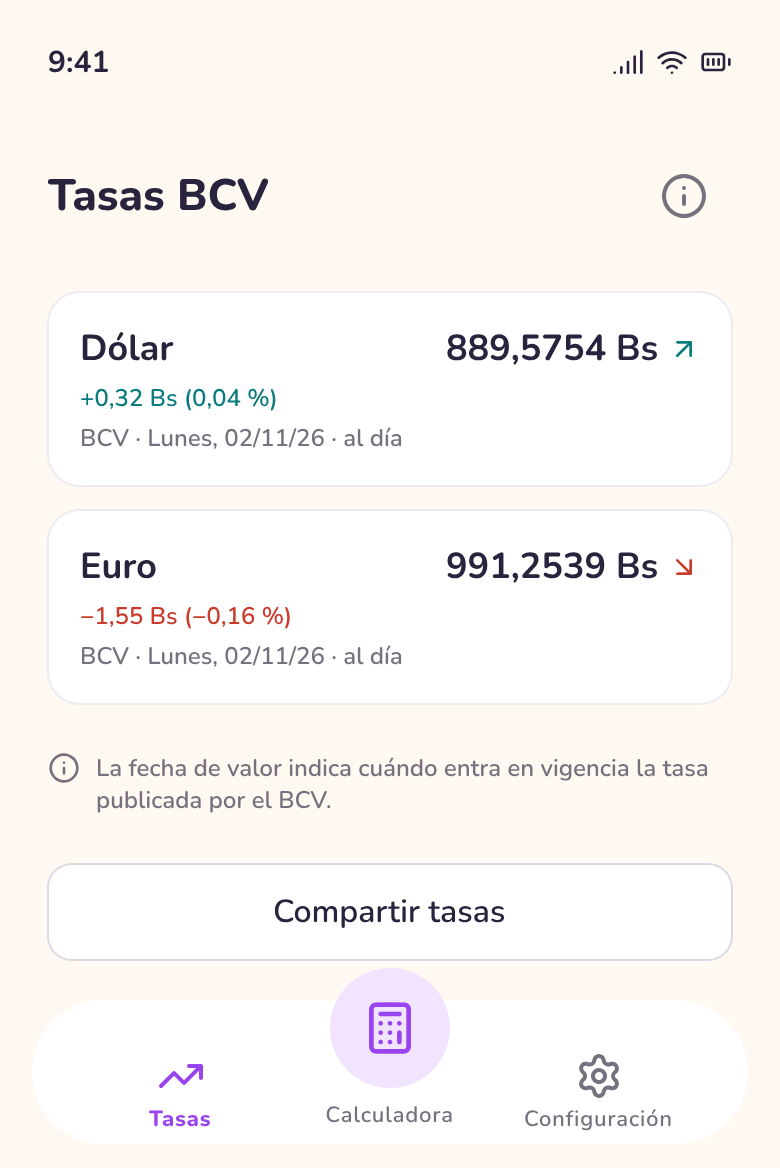 9:41
Tasas BCV
Dólar
889,5754 Bs
+0,32 Bs (0,04 %)
BCV · Lunes, 02/11/26 · al día
Euro
991,2539 Bs
−1,55 Bs (−0,16 %)
BCV · Lunes, 02/11/26 · al día
La fecha de valor indica cuándo entra en vigencia la tasa
publicada por el BCV.
Compartir tasas
Tasas
Calculadora
Configuración